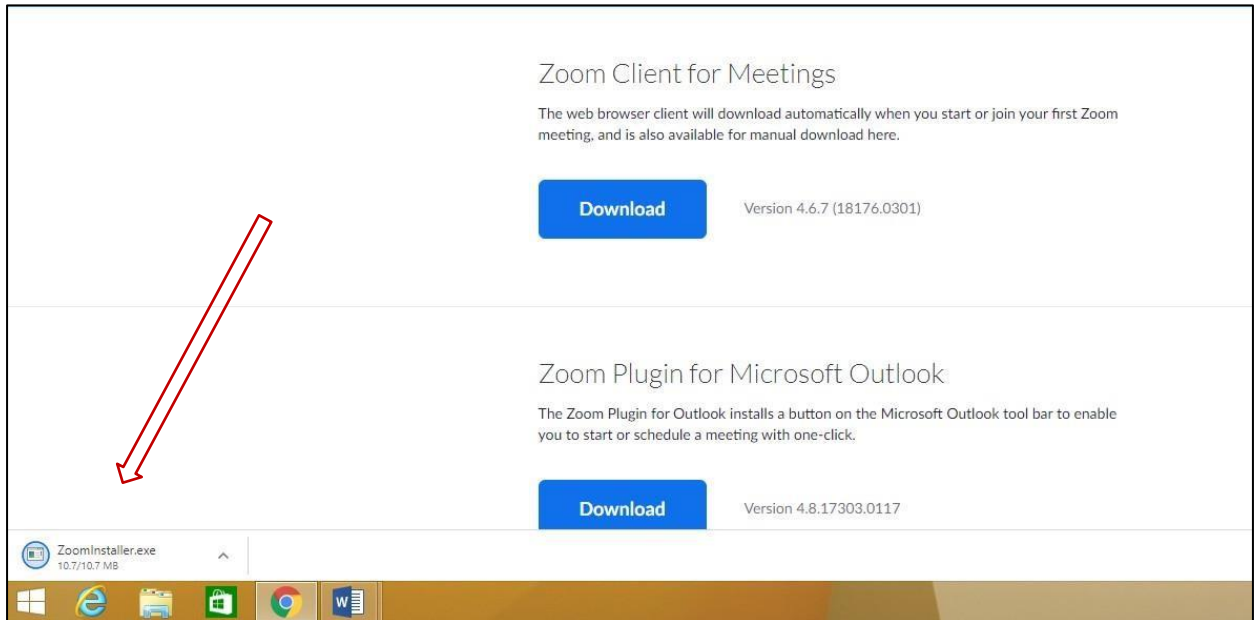 Zoom Client for Meetings
The web browser client will download automatically when you start or join your first Zoom
meeting, and is also available for manual download here.
Download
Version 4.6.7 (18176.0301)
Zoom Plugin for Microsoft Outlook
The Zoom Plugin for Outlook installs a button on the Microsoft Outlook tool bar to enable
you to start or schedule a meeting with one-click.
Download
Version 4.8.17303.0117
ZoomInstaller.exe
10.7/10.7 MB
W